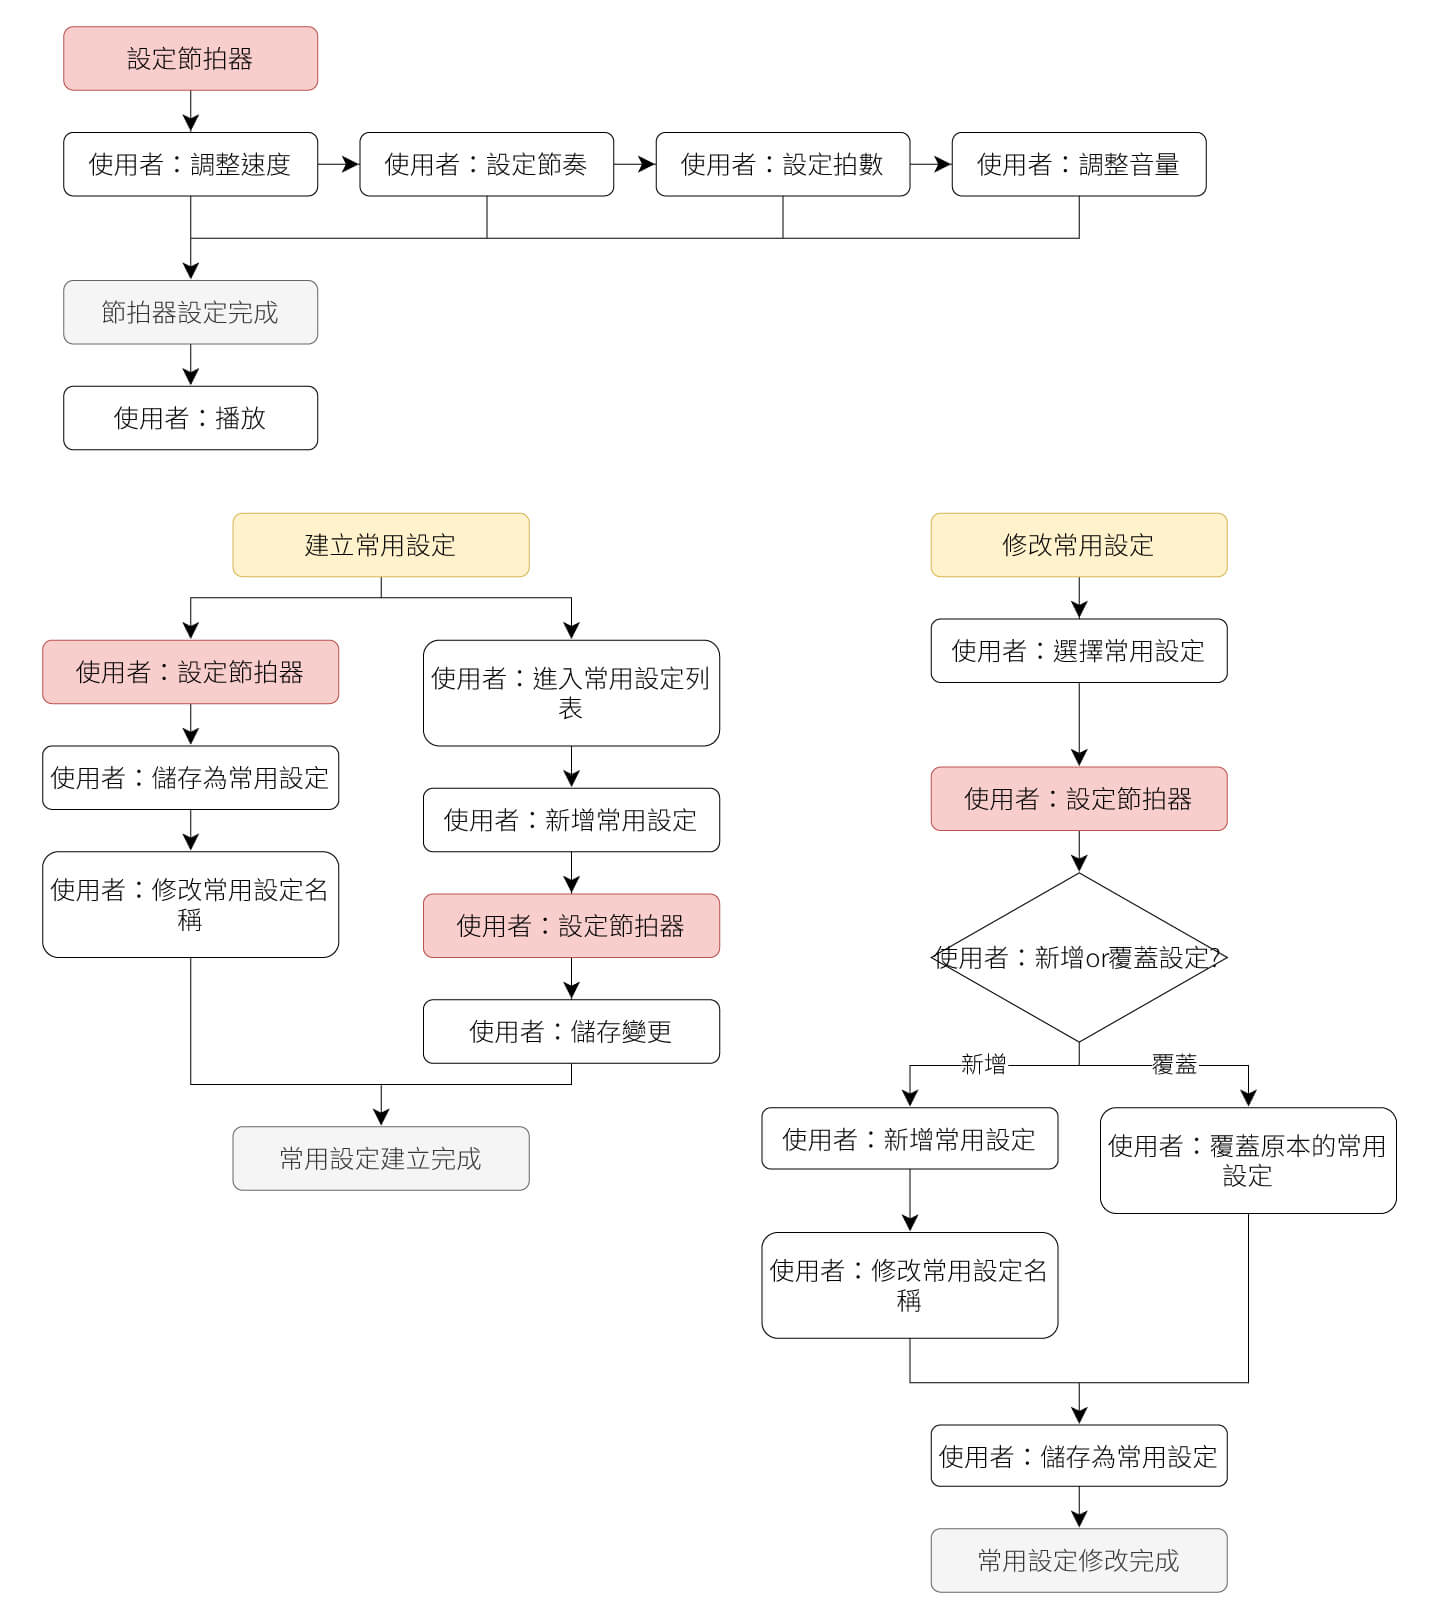 設定節拍器
使用者：調整速度
使用者：設定節奏
使用者：設定拍數
使用者：調整音量
節拍器設定完成
使用者：播放
建立常用設定
使用者：設定節拍器
使用者：儲存為常用設定
使用者：修改常用設定名
稱
使用者：進入常用設定列
表
使用者：新增常用設定
使用者：設定節拍器
使用者：儲存變更
常用設定建立完成
修改常用設定
使用者：選擇常用設定
使用者：設定節拍器
使用者：新增or覆蓋設定?
新增
覆蓋
使用者：新增常用設定
使用者：修改常用設定名
稱
使用者：覆蓋原本的常用
設定
使用者：儲存為常用設定
常用設定修改完成